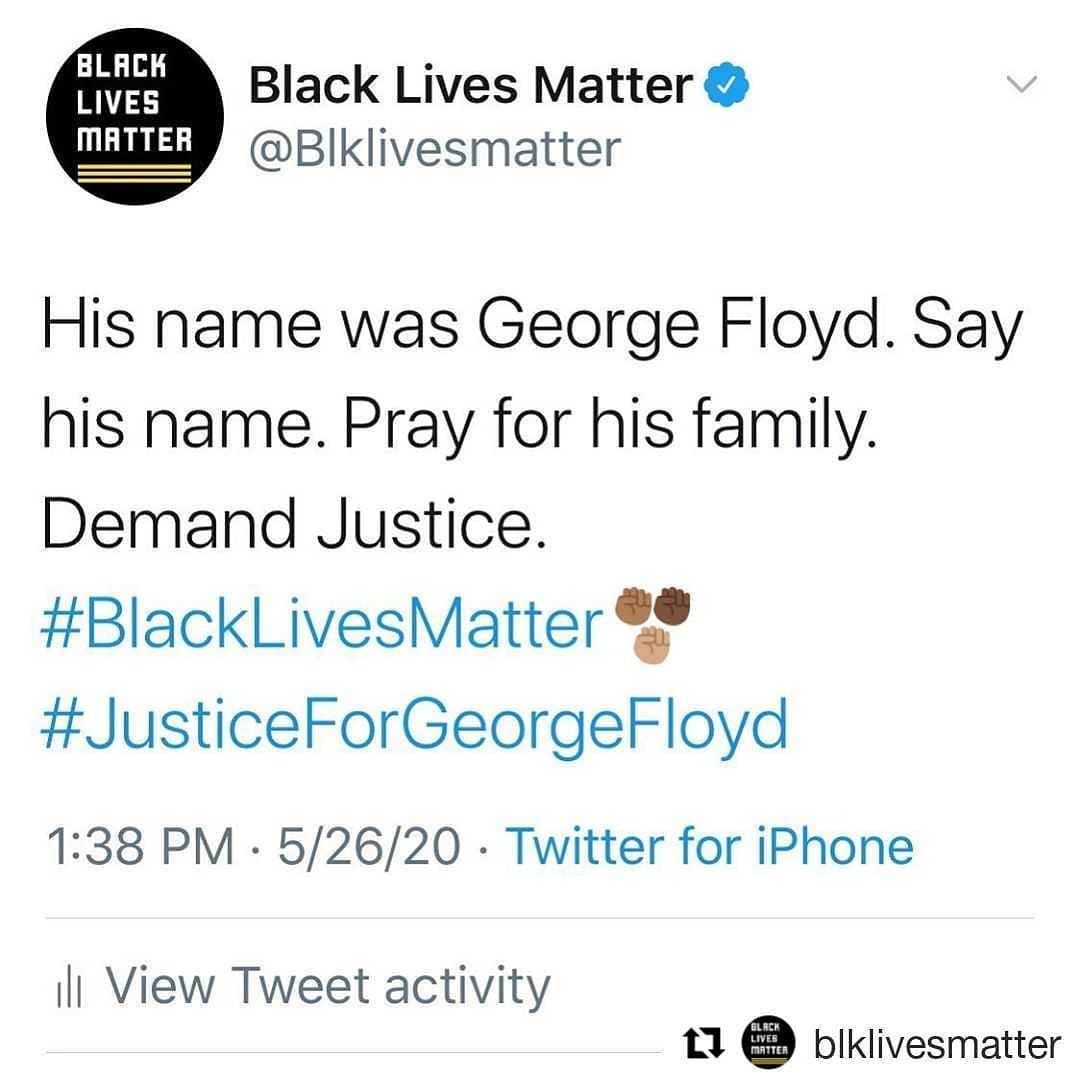 BLACK
LIVES
MATTER
Black Lives Matter
@Blklivesmatter
His name was George Floyd. Say
his name. Pray for his family.
Demand Justice.
#BlackLivesMatter
#JusticeForGeorgeFloyd
1:38 PM · 5/26/20 · Twitter for iPhone
View Tweet activity
BLACK
LIVES
MATTER
blklivesmatter